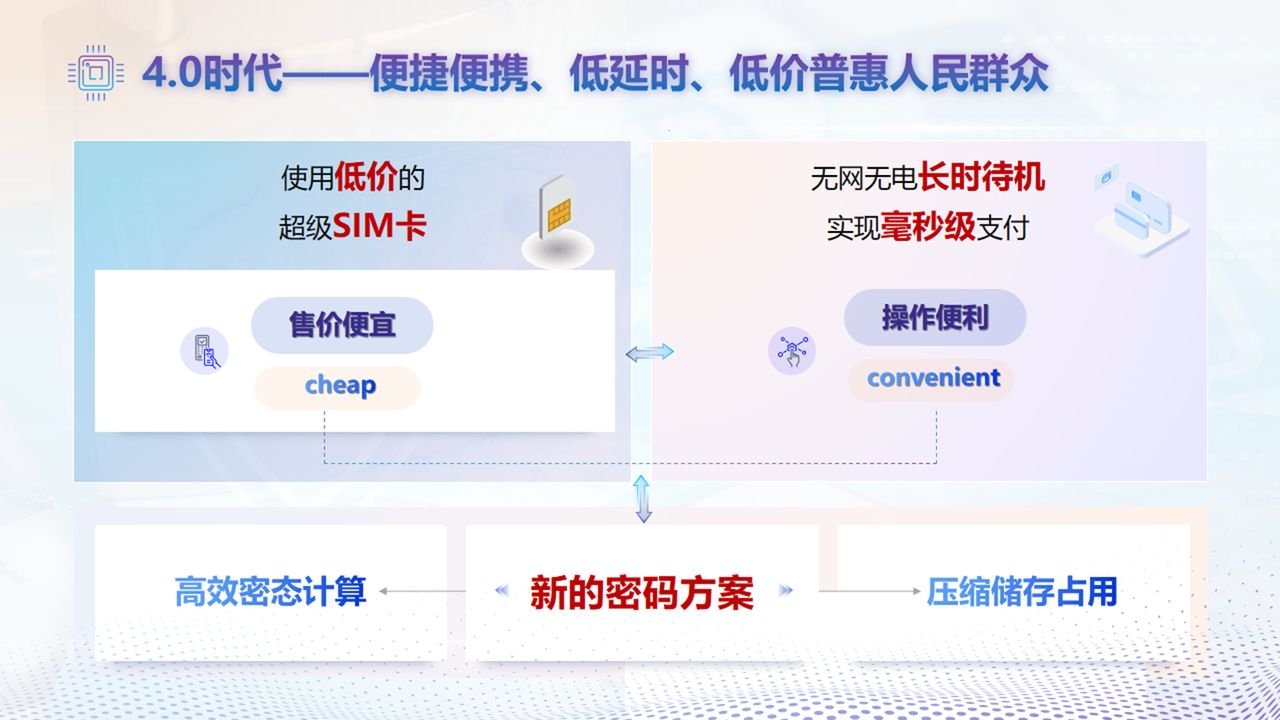 4.0时代——便捷便携、低延时、低价普惠人民群众
使用低价的
超级SIM卡
售价便宜
cheap
无网无电长时待机
实现毫秒级支付
操作便利
convenient
高效密态计算
新的密码方案
压缩储存占用